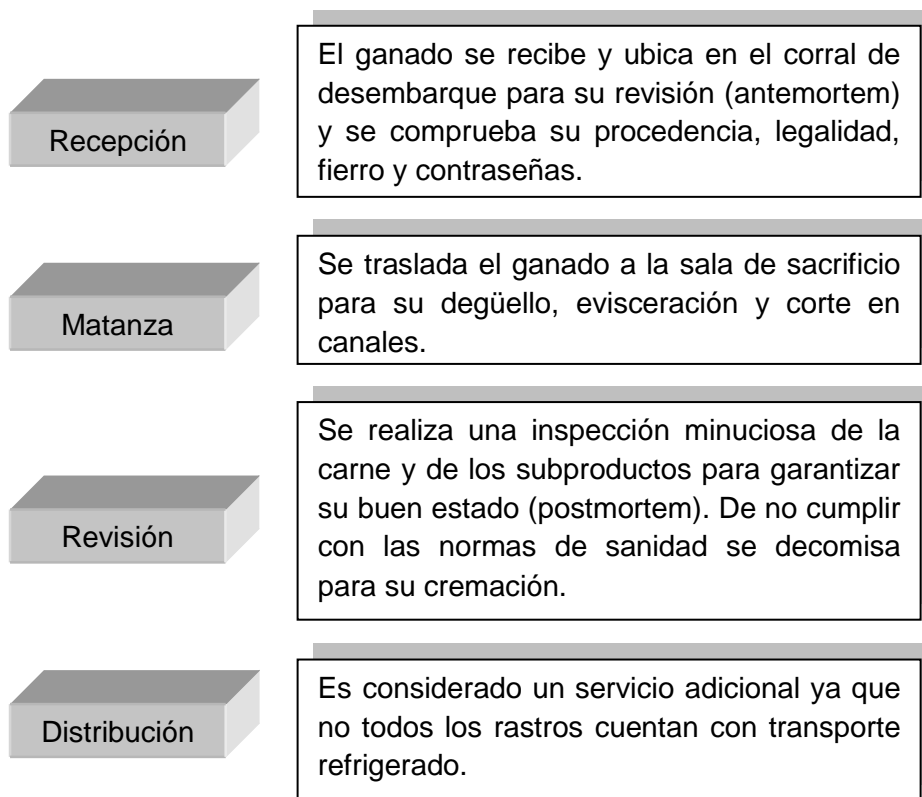 Recepción
El ganado se recibe y ubica en el corral de
desembarque para su revisión (antemortem)
y se comprueba su procedencia, legalidad,
fierro y contraseñas.
Matanza
Se traslada el ganado a la sala de sacrificio
para su degüello, evisceración y corte en
canales.
Revisión
Se realiza una inspección minuciosa de la
carne y de los subproductos para garantizar
su buen estado (postmortem). De no cumplir
con las normas de sanidad se decomisa
para su cremación.
Distribución
Es considerado un servicio adicional ya que
no todos los rastros cuentan con transporte
refrigerado.